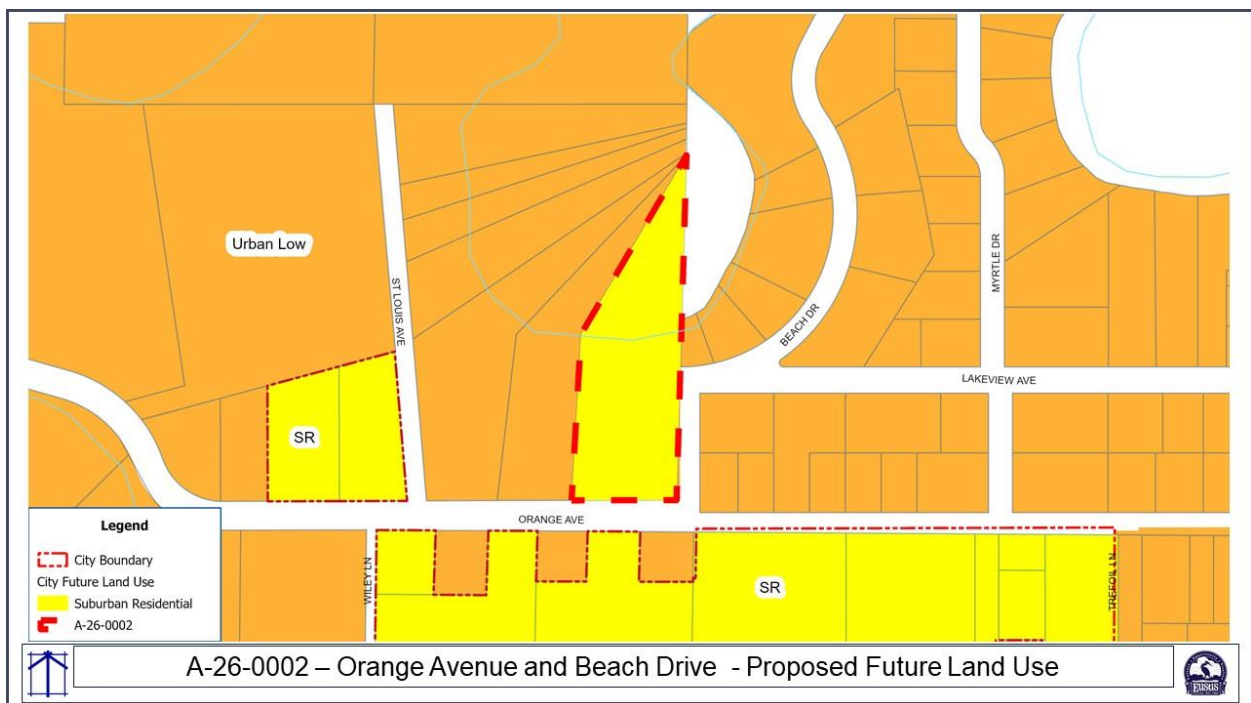 Urban Low
ST LOUIS AVE
BEACH DR
MYRTLE DR
LAKEVIEW AVE
SR
ORANGE AVE
WILEY LN
SR
TREFOIL LN
Legend
City Boundary
City Future Land Use
Suburban Residential
A-26-0002
A-26-0002 – Orange Avenue and Beach Drive - Proposed Future Land Use
EUSTIS